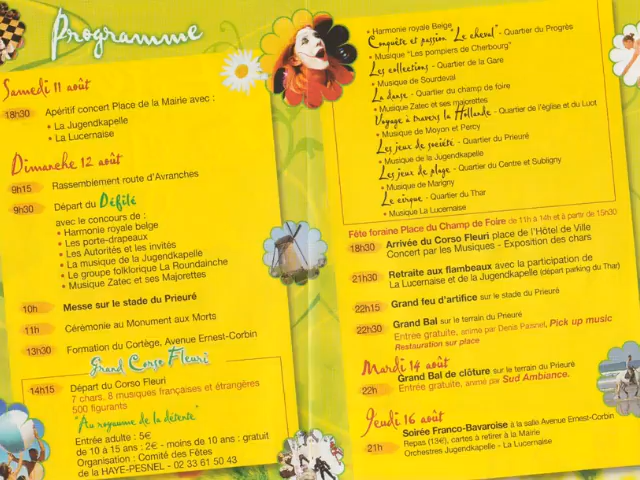 Programme
Samedi 11 août
18h30 Apéritif concert Place de la Mairie avec :
• La Jugendkapelle
• La Lucernaise
Dimanche 12 août
9h15 Rassemblement route d'Avranches
9h30 Départ du Défilé
avec le concours de :
• Harmonie royale belge
• Les porte-drapeaux
• Les Autorités et les invités
• La musique de la Jugendkapelle
• Le groupe folklorique La Roundainche
• Musique Zatec et ses Majorettes
10h Messe sur le stade du Prieuré
11h Cérémonie au Monument aux Morts
13h30 Formation du Cortège, Avenue Ernest-Corbin
Grand Corso Fleuri
14h15 Départ du Corso Fleuri
7 chars, 8 musiques françaises et étrangères
500 figurants
"Au royaume de la détente"
Entrée adulte : 5€
de 10 à 15 ans : 2€ - moins de 10 ans : gratuit
Organisation : Comité des Fêtes
de la HAYE-PESNEL - 02 33 61 50 43
• Harmonie royale Belge
Conquête et passion "Le cheval" - Quartier du Progrès
• Musique "Les pompiers de Cherbourg"
Les collections - Quartier de la Gare
• Musique de Sourdeval
La danse - Quartier du champ de foire
• Musique Zatec et ses majorettes
Voyage à travers la Hollande - Quartier de l'église et du Luot
• Musique de Moyon et Percy
Les jeux de société - Quartier du Prieuré
• Musique de la Jugendkapelle
Les jeux de plage - Quartier du Centre et Subligny
• Musique de Marigny
Le cirque - Quartier du Thar
• Musique La Lucernaise
Fête foraine Place du Champ de Foire de 11h à 14h et à partir de 15h30
18h30 Arrivée du Corso Fleuri place de l'Hôtel de Ville
Concert par les Musiques - Exposition des chars
21h30 Retraite aux flambeaux avec la participation de
La Lucernaise et de la Jugendkapelle (départ parking du Thar)
22h15 Grand feu d'artifice sur le stade du Prieuré
22h30 Grand Bal sur le terrain du Prieuré
Entrée gratuite, animé par Denis Paisnel, Pick up music
Restauration sur place
Mardi 14 août
22h Grand Bal de clôture sur le terrain du Prieuré
Entrée gratuite, animé par Sud Ambiance.
Jeudi 16 août
21h Soirée Franco-Bavaroise à la salle Avenue Ernest-Corbin
Repas (13€), cartes à retirer à la Mairie
Orchestres Jugendkapelle - La Lucernaise